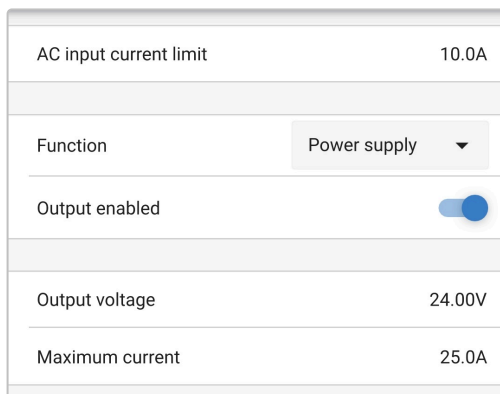 AC input current limit 10.0A
Function Power supply
Output enabled
Output voltage 24.00V
Maximum current 25.0A